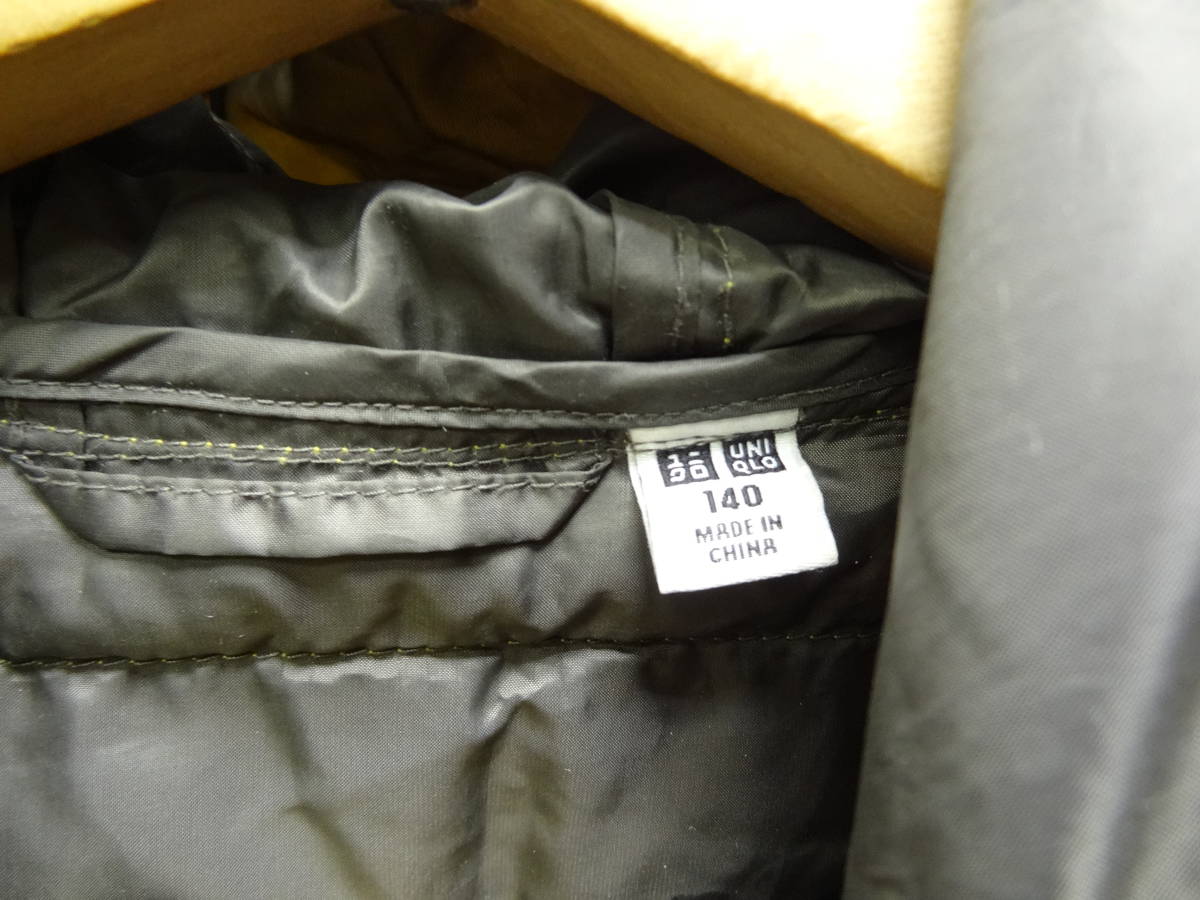 ユニ UNI
クロ QLO
140
MADE IN
CHINA